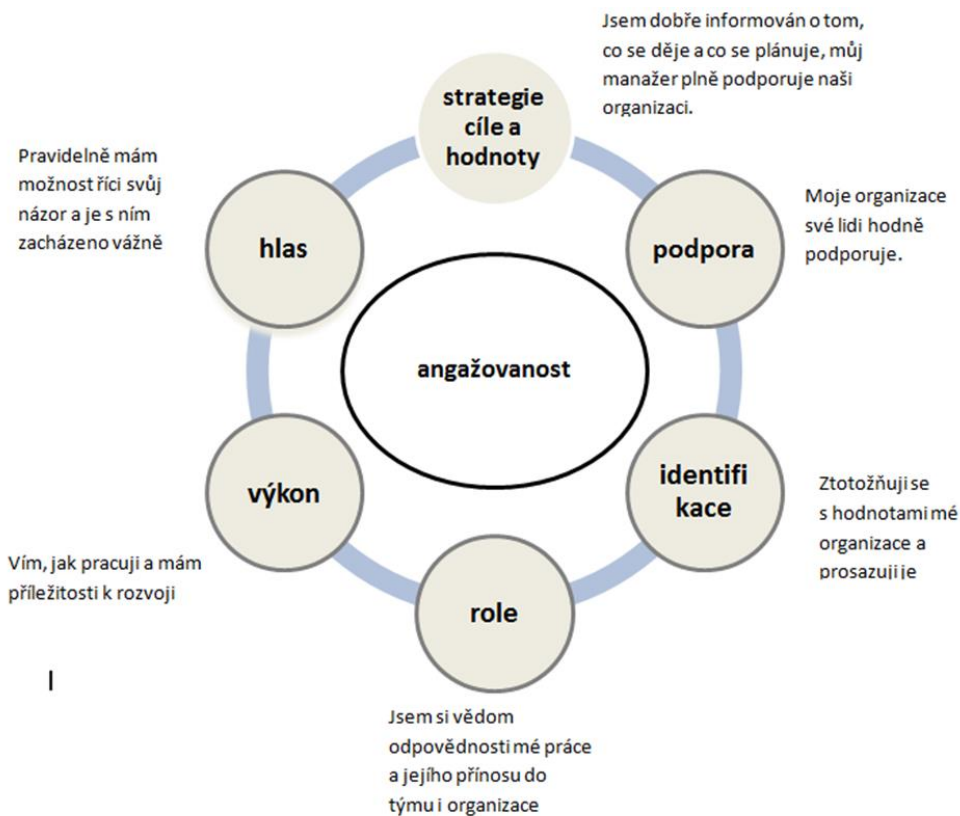 Jsem dobře informován o tom,
co se děje a co se plánuje, můj
manažer plně podporuje naši
organizaci.
strategie
cíle a
hodnoty
Pravidelně mám
možnost říci svůj
názor a je s ním
zacházeno vážně
hlas
podpora
Moje organizace
své lidi hodně
podporuje.
angažovanost
výkon
identifi
kace
Ztotožňuji se
s hodnotami mé
organizace a
prosazuji je
Vím, jak pracuji a mám
příležitosti k rozvoji
role
Jsem si vědom
odpovědnosti mé práce
a jejího přínosu do
týmu i organizace